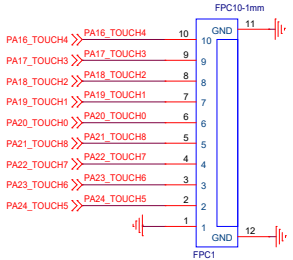 FPC10-1mm
GND 11
PA16_TOUCH4 PA16_TOUCH4 10 10
PA17_TOUCH3 PA17_TOUCH3 9 9
PA18_TOUCH2 PA18_TOUCH2 8 8
PA19_TOUCH1 PA19_TOUCH1 7 7
PA20_TOUCH0 PA20_TOUCH0 6 6
PA21_TOUCH8 PA21_TOUCH8 5 5
PA22_TOUCH7 PA22_TOUCH7 4 4
PA23_TOUCH6 PA23_TOUCH6 3 3
PA24_TOUCH5 PA24_TOUCH5 2 2
1 1
GND 12
FPC1